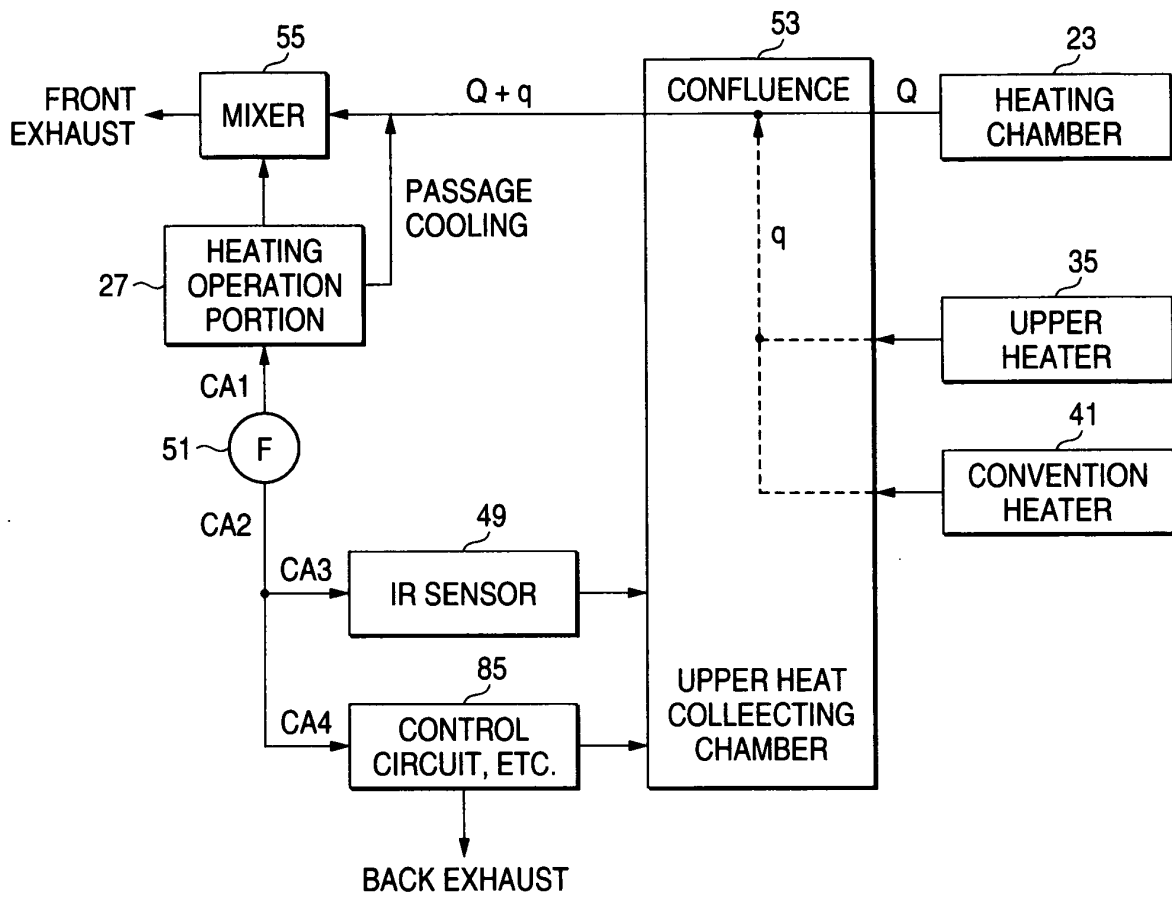 55
53
23
FRONT
EXHAUST
MIXER
Q + q
CONFLUENCE
Q
HEATING
CHAMBER
PASSAGE
COOLING
q
27
HEATING
OPERATION
PORTION
35
UPPER
HEATER
CA1
51
F
41
CONVENTION
HEATER
CA2
49
CA3
IR SENSOR
85
CA4
CONTROL
CIRCUIT, ETC.
UPPER HEAT
COLLEECTING
CHAMBER
BACK EXHAUST